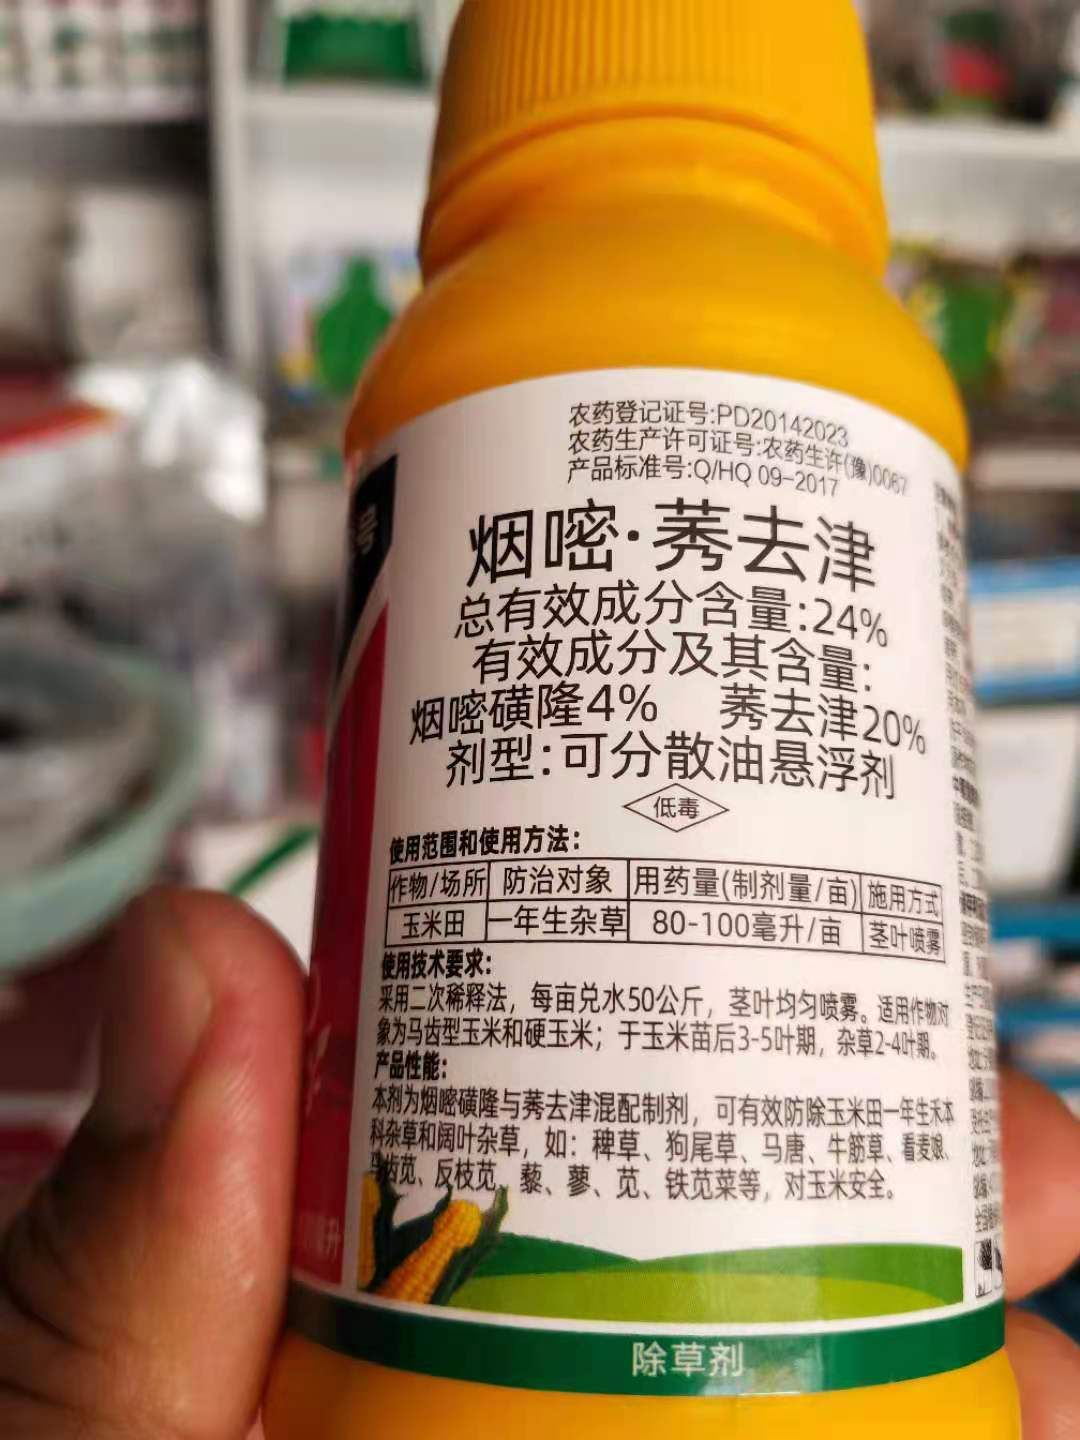 农药登记证号:PD20142023
农药生产许可证号:农药生许(豫)0067
产品标准号:Q/HQ 09-2017
号
烟嘧·莠去津
总有效成分含量:24%
有效成分及其含量:
烟嘧磺隆4% 莠去津20%
剂型:可分散油悬浮剂
低毒
使用范围和使用方法:
作物/场所 防治对象 用药量(制剂量/亩) 施用方式
玉米田 一年生杂草 80-100毫升/亩 茎叶喷雾
使用技术要求:
采用二次稀释法，每亩兑水50公斤，茎叶均匀喷雾。适用作物对
象为马齿型玉米和硬玉米；于玉米苗后3-5叶期，杂草2-4叶期。
产品性能:
本剂为烟嘧磺隆与莠去津混配制剂，可有效防除玉米田一年生禾本
科杂草和阔叶杂草，如：稗草、狗尾草、马唐、牛筋草、看麦娘、
马齿苋、反枝苋、藜、蓼、苋、铁苋菜等，对玉米安全。
除草剂